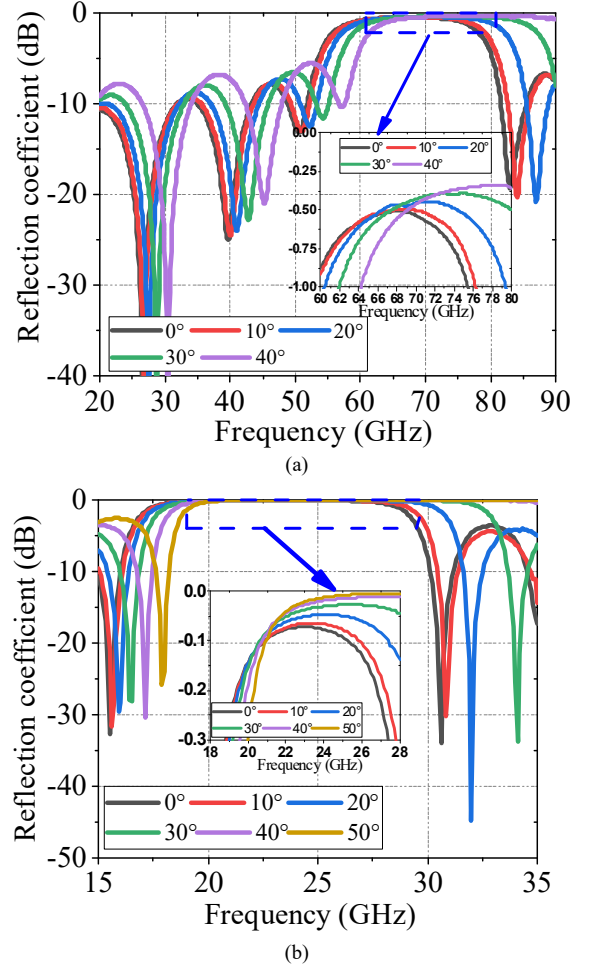 Reflection coefficient (dB)
0
-10
-20
-30
-40
0.00
-0.25
-0.50
-0.75
-1.00
0° 10° 20°
30° 40°
60 62 64 66 68 70 72 74 76 78 80
Frequency (GHz)
0° 10° 20°
30° 40°
20 30 40 50 60 70 80 90
Frequency (GHz)
(a)
Reflection coefficient (dB)
0
-10
-20
-30
-40
-50
0.0
-0.1
-0.2
-0.3
0° 10° 20°
30° 40° 50°
18 20 22 24 26 28
Frequency (GHz)
0° 10° 20°
30° 40° 50°
15 20 25 30 35
Frequency (GHz)
(b)